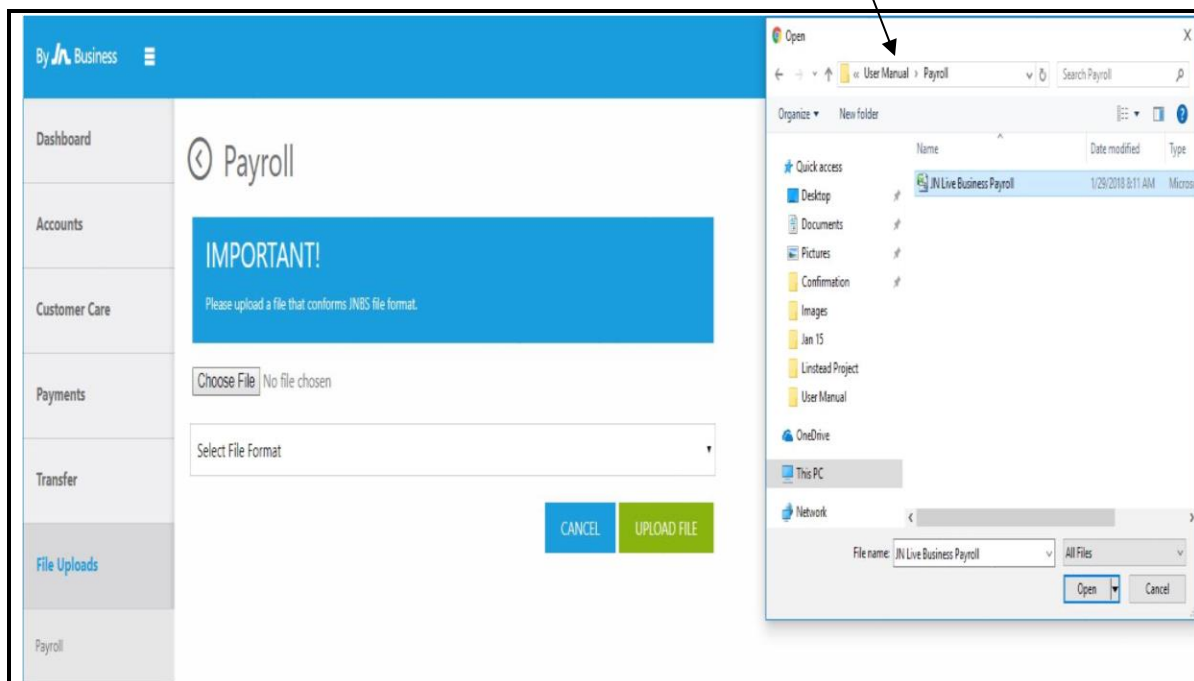 By JN Business
Dashboard
Accounts
Customer Care
Payments
Transfer
File Uploads
Payroll
Payroll
IMPORTANT!
Please upload a file that conforms JNBS file format.
Choose File No file chosen
Select File Format
CANCEL UPLOAD FILE
Open X
« User Manual › Payroll Search Payroll
Organize New folder
Name Date modified Type
Quick access
Desktop
Documents
Pictures
Confirmation
Images
Jan 15
Linstead Project
User Manual
OneDrive
This PC
Network
JN Live Business Payroll 1/29/2018 8:11 AM Micros
File name: JN Live Business Payroll All Files
Open Cancel